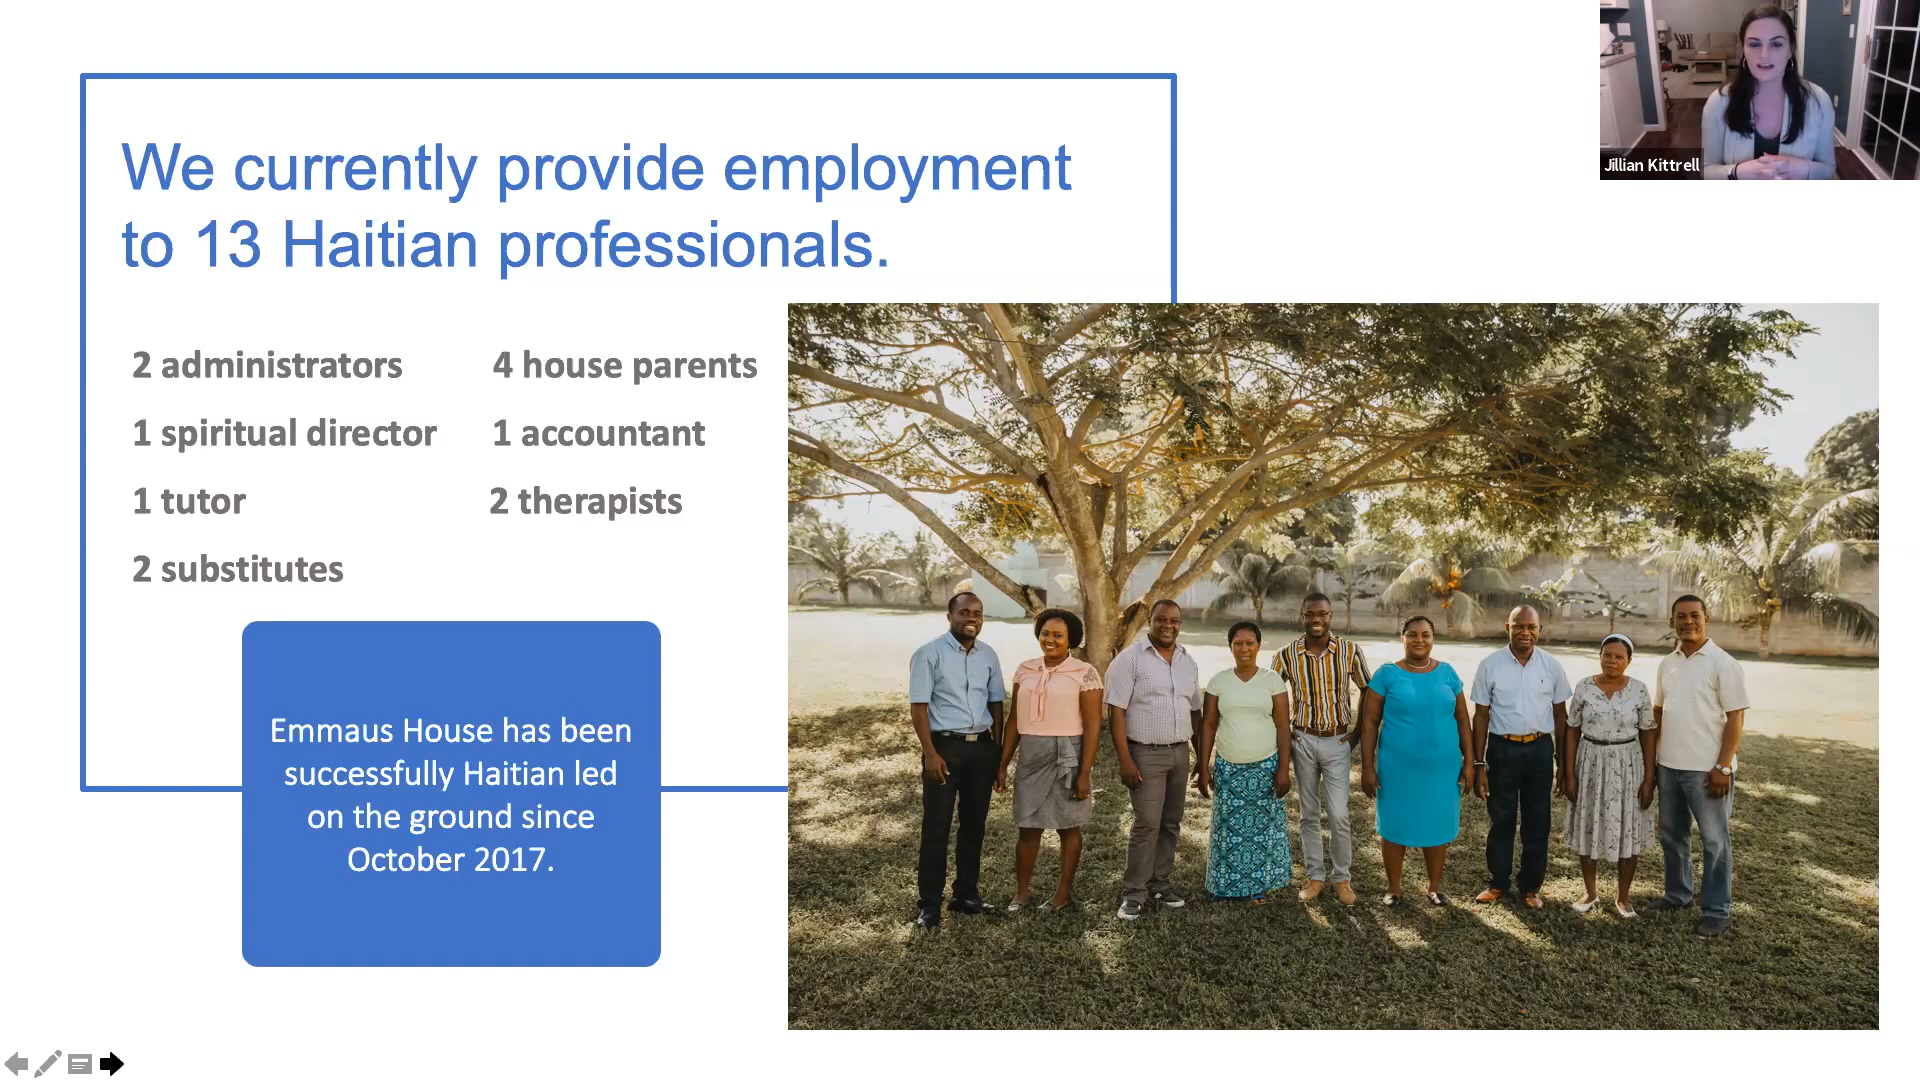 We currently provide employment
to 13 Haitian professionals.
2 administrators
1 spiritual director
1 tutor
2 substitutes
4 house parents
1 accountant
2 therapists
Emmaus House has been
successfully Haitian led
on the ground since
October 2017.
Jillian Kittrell